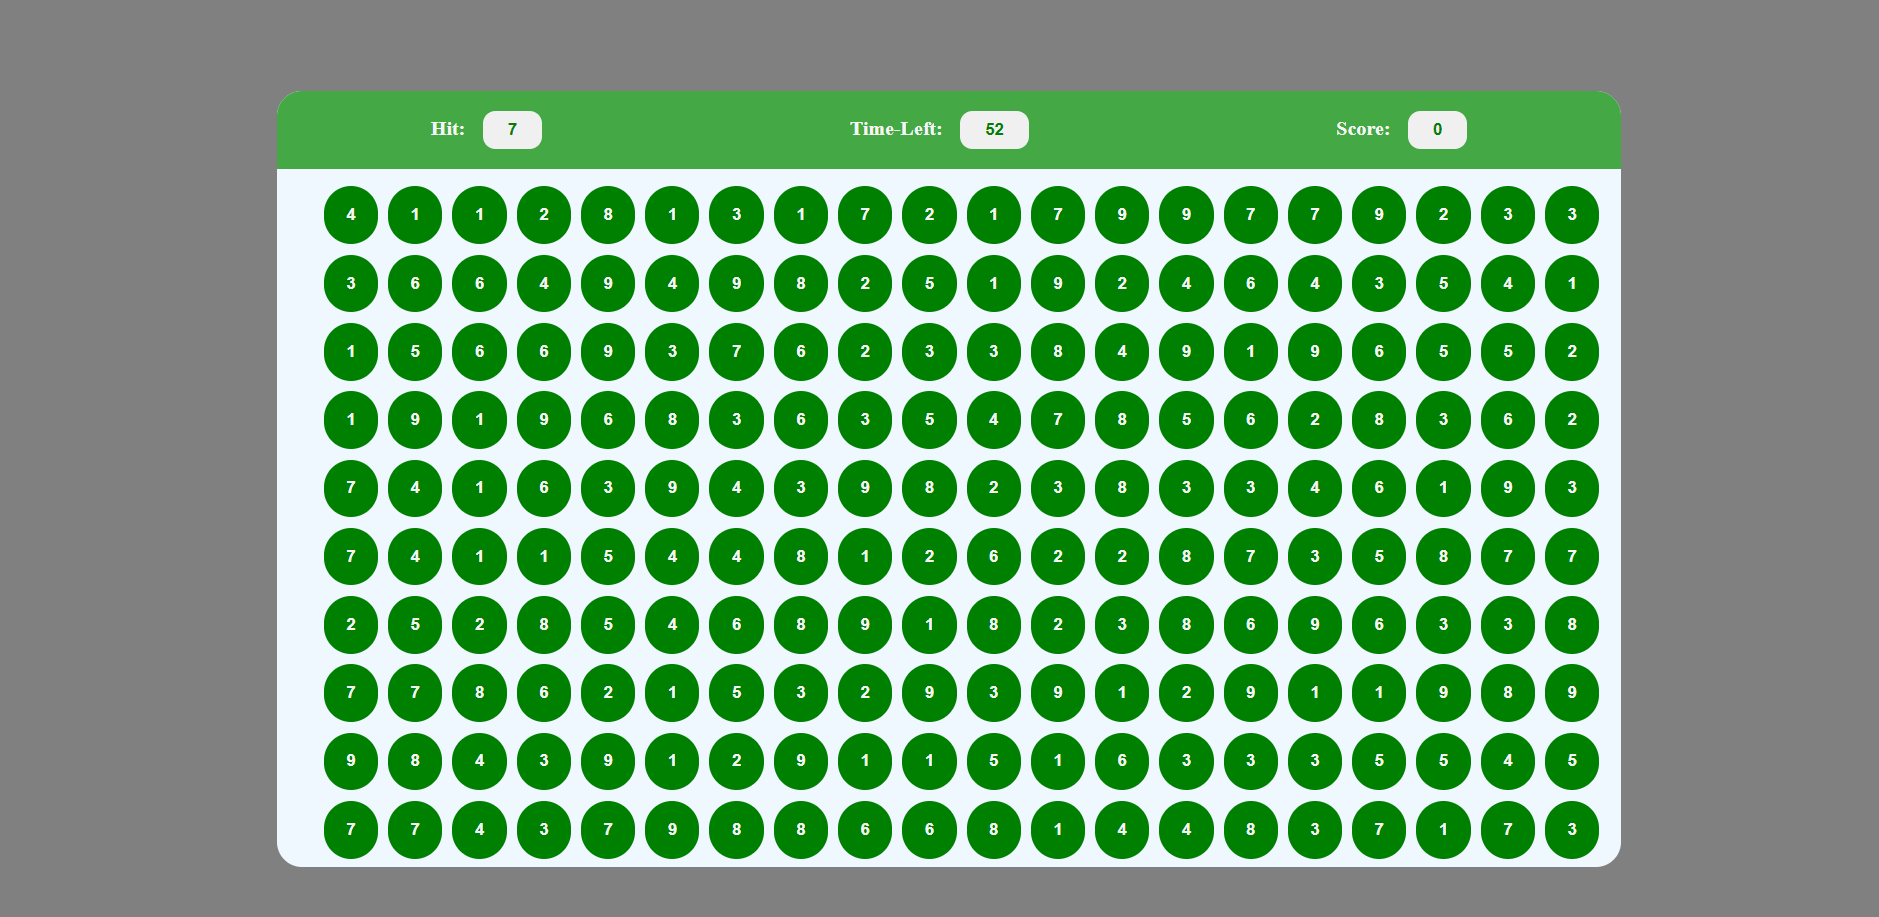 Hit: 7 Time-Left: 52 Score: 0
4 1 1 2 8 1 3 1 7 2 1 7 9 9 7 7 9 2 3 3
3 6 6 4 9 4 9 8 2 5 1 9 2 4 6 4 3 5 4 1
1 5 6 6 9 3 7 6 2 3 3 8 4 9 1 9 6 5 5 2
1 9 1 9 6 8 3 6 3 5 4 7 8 5 6 2 8 3 6 2
7 4 1 6 3 9 4 3 9 8 2 3 8 3 3 4 6 1 9 3
7 4 1 1 5 4 4 8 1 2 6 2 2 8 7 3 5 8 7 7
2 5 2 8 5 4 6 8 9 1 8 2 3 8 6 9 6 3 3 8
7 7 8 6 2 1 5 3 2 9 3 9 1 2 9 1 1 9 8 9
9 8 4 3 9 1 2 9 1 1 5 1 6 3 3 3 5 5 4 5
7 7 4 3 7 9 8 8 6 6 8 1 4 4 8 3 7 1 7 3